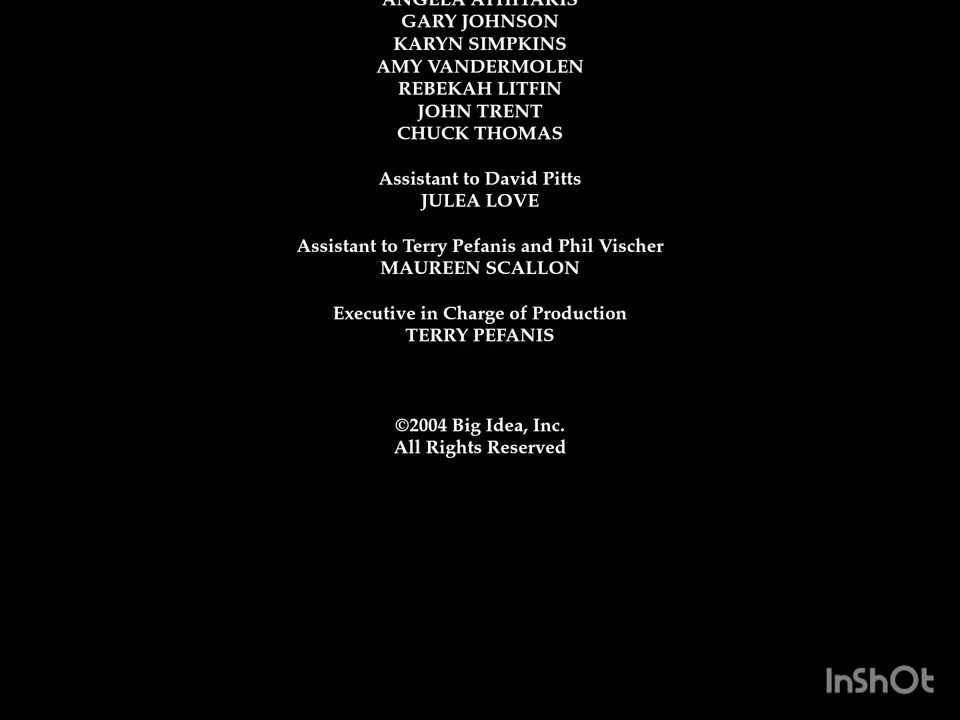 ANGELA ATHITAKIS
GARY JOHNSON
KARYN SIMPKINS
AMY VANDERMOLEN
REBEKAH LITFIN
JOHN TRENT
CHUCK THOMAS
Assistant to David Pitts
JULEA LOVE
Assistant to Terry Pefanis and Phil Vischer
MAUREEN SCALLON
Executive in Charge of Production
TERRY PEFANIS
©2004 Big Idea, Inc.
All Rights Reserved
InShOt